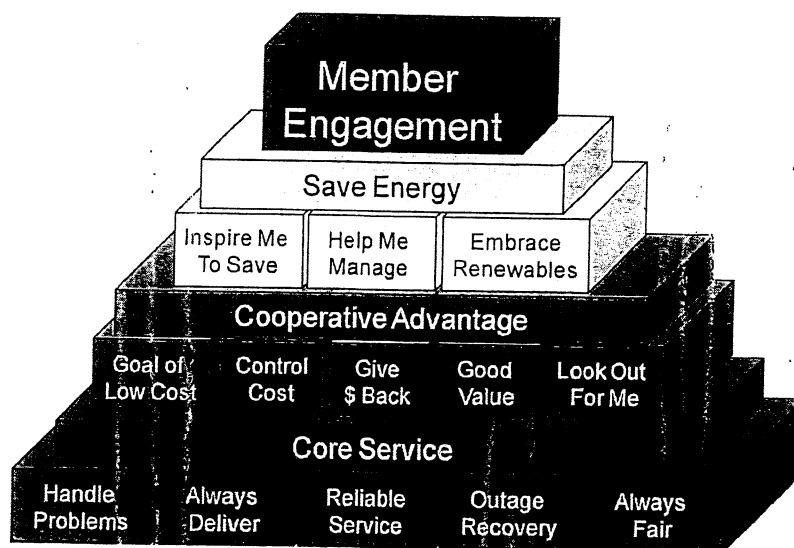 Member
Engagement
Save Energy
Inspire Me
To Save
Help Me
Manage
Embrace
Renewables
Cooperative Advantage
Goal of
Low Cost
Control
Cost
Give
$ Back
Good
Value
Look Out
For Me
Core Service
Handle
Problems
Always
Deliver
Reliable
Service
Outage
Recovery
Always
Fair